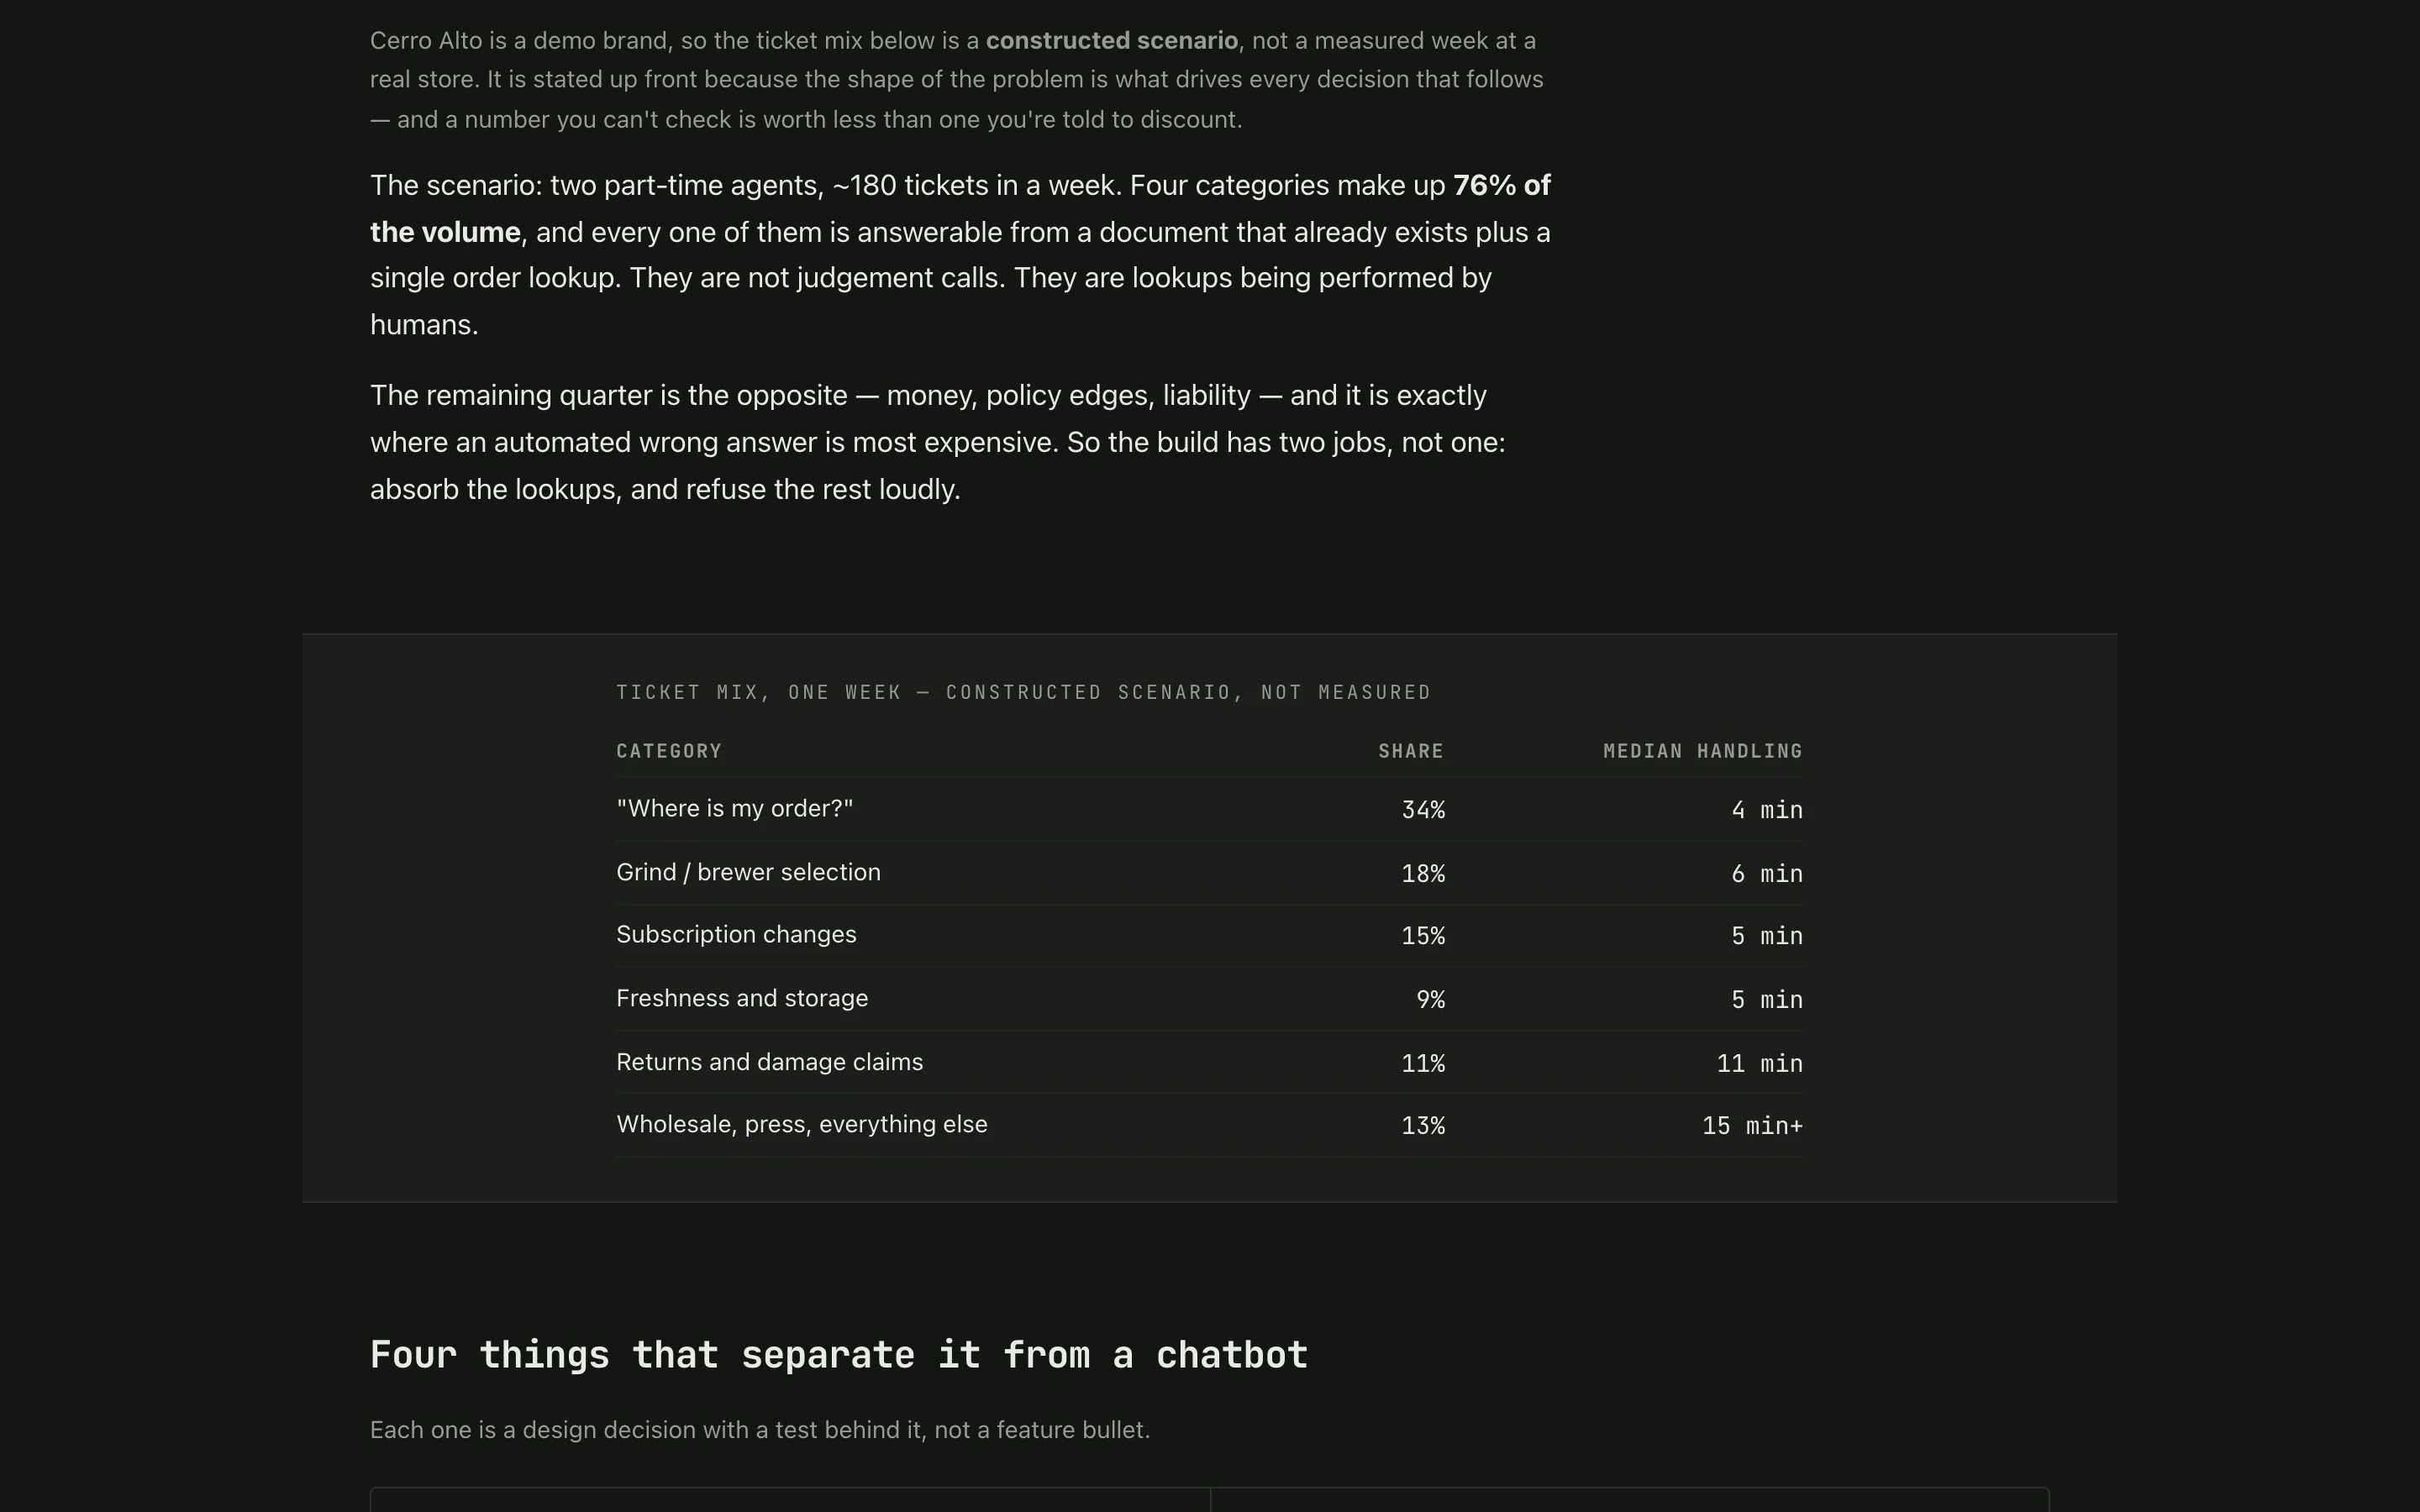 Cerro Alto is a demo brand, so the ticket mix below is a constructed scenario, not a measured week at a
real store. It is stated up front because the shape of the problem is what drives every decision that follows
— and a number you can't check is worth less than one you're told to discount.
The scenario: two part-time agents, ~180 tickets in a week. Four categories make up 76% of
the volume, and every one of them is answerable from a document that already exists plus a
single order lookup. They are not judgement calls. They are lookups being performed by
humans.
The remaining quarter is the opposite — money, policy edges, liability — and it is exactly
where an automated wrong answer is most expensive. So the build has two jobs, not one:
absorb the lookups, and refuse the rest loudly.
TICKET MIX, ONE WEEK — CONSTRUCTED SCENARIO, NOT MEASURED
CATEGORY SHARE MEDIAN HANDLING
"Where is my order?" 34% 4 min
Grind / brewer selection 18% 6 min
Subscription changes 15% 5 min
Freshness and storage 9% 5 min
Returns and damage claims 11% 11 min
Wholesale, press, everything else 13% 15 min+
Four things that separate it from a chatbot
Each one is a design decision with a test behind it, not a feature bullet.